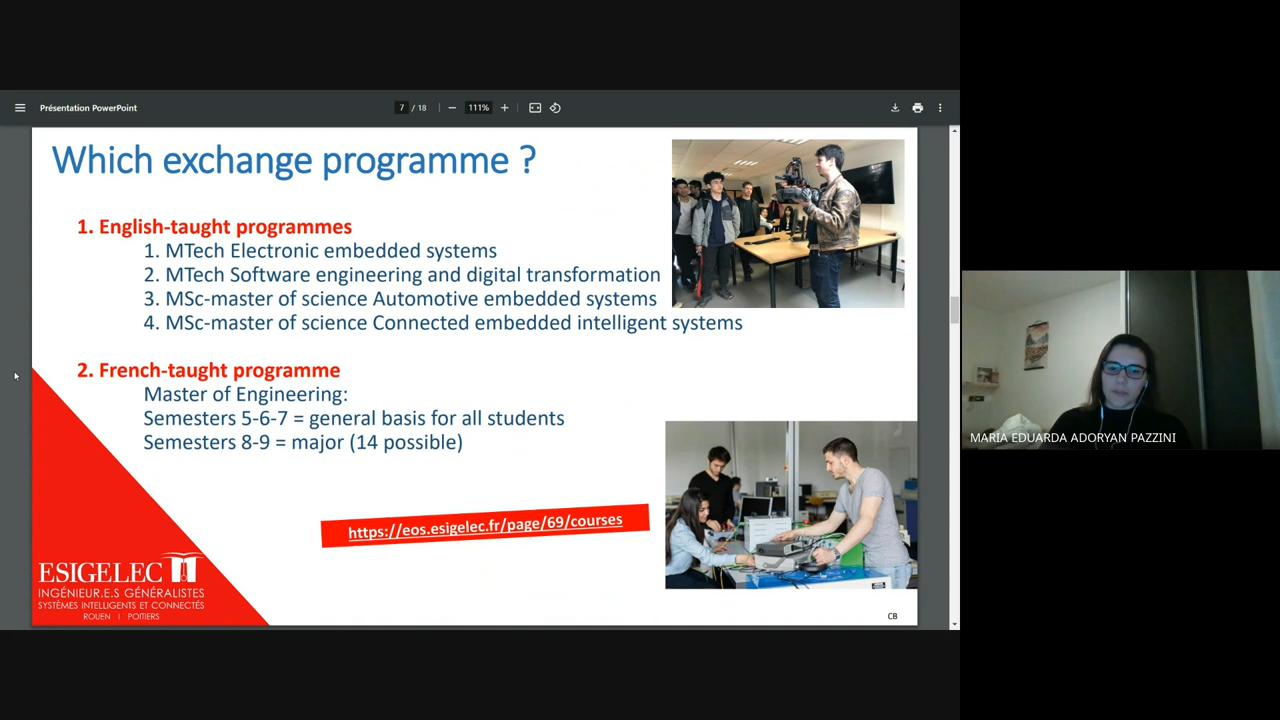 Présentation PowerPoint
7 / 18
111%
Which exchange programme ?
1. English-taught programmes
1. MTech Electronic embedded systems
2. MTech Software engineering and digital transformation
3. MSc-master of science Automotive embedded systems
4. MSc-master of science Connected embedded intelligent systems
2. French-taught programme
Master of Engineering:
Semesters 5-6-7 = general basis for all students
Semesters 8-9 = major (14 possible)
https://eos.esigelec.fr/page/69/courses
ESIGELEC
INGÉNIEUR.E.S GÉNÉRALISTES
SYSTÈMES INTELLIGENTS ET CONNECTÉS
ROUEN | POITIERS
CB
MARIA EDUARDA ADORYAN PAZZINI